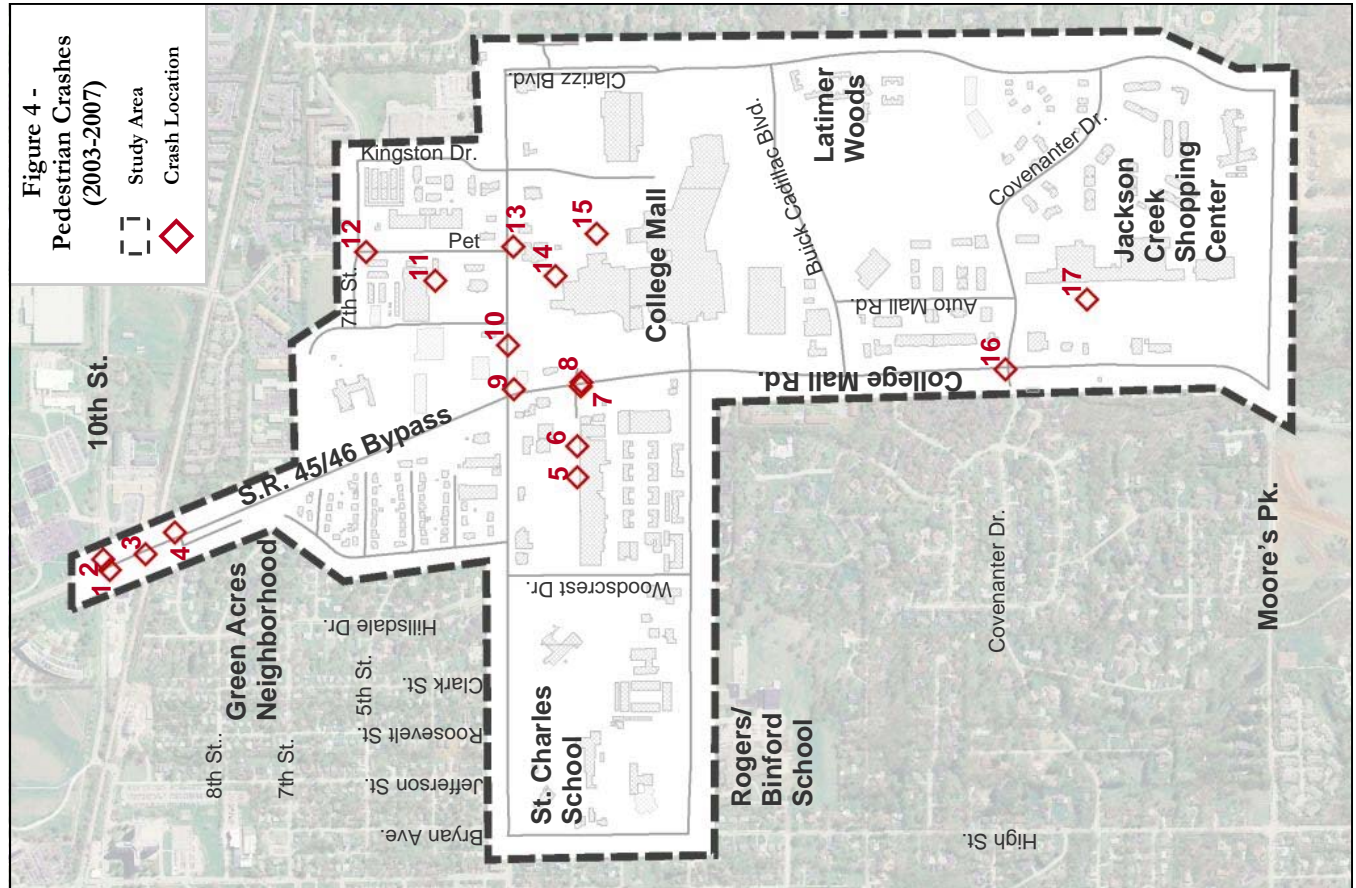 Figure 4 -
Pedestrian Crashes
(2003-2007)
Study Area
Crash Location
10th St.
S.R. 45/46 Bypass
1
2
3
4
Green Acres
Neighborhood
8th St..
7th St.
5th St.
Hillsdale Dr.
Clark St.
Roosevelt St.
Jefferson St.
Bryan Ave.
7th St.
12
11
Pet
Kingston Dr.
Clarizz Blvd.
13
14
15
10
9
8
7
6
5
College Mall
Woodscrest Dr.
St. Charles
School
Rogers/
Binford
School
Buick Cadillac Blvd.
Latimer
Woods
Auto Mall Rd.
College Mall Rd.
16
Covenanter Dr.
Covenanter Dr.
17
Jackson
Creek
Shopping
Center
High St.
Moore's Pk.